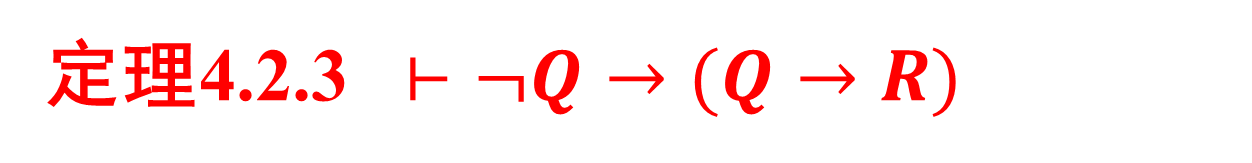 定理4.2.3 ⊢ ¬Q → (Q → R)